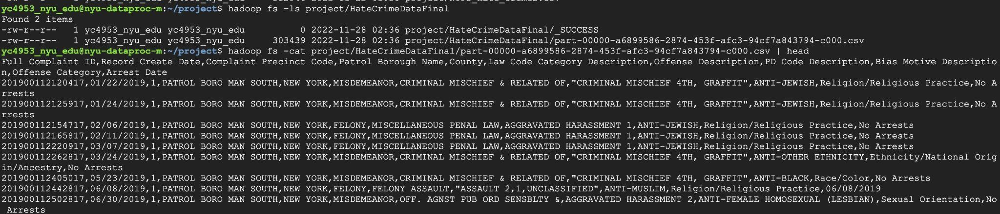 yc4953_nyu_edu@nyu-dataproc-m:~/project$ hadoop fs -ls project/HateCrimeDataFinal
Found 2 items
-rw-r--r--   1 yc4953_nyu_edu yc4953_nyu_edu          0 2022-11-28 02:36 project/HateCrimeDataFinal/_SUCCESS
-rw-r--r--   1 yc4953_nyu_edu yc4953_nyu_edu     303439 2022-11-28 02:36 project/HateCrimeDataFinal/part-00000-a6899586-2874-453f-afc3-94cf7a843794-c000.csv
yc4953_nyu_edu@nyu-dataproc-m:~/project$ hadoop fs -cat project/HateCrimeDataFinal/part-00000-a6899586-2874-453f-afc3-94cf7a843794-c000.csv | head
Full Complaint ID,Record Create Date,Complaint Precinct Code,Patrol Borough Name,County,Law Code Category Description,Offense Description,PD Code Description,Bias Motive Descriptio
n,Offense Category,Arrest Date
201900112120417,01/22/2019,1,PATROL BORO MAN SOUTH,NEW YORK,MISDEMEANOR,CRIMINAL MISCHIEF & RELATED OF,"CRIMINAL MISCHIEF 4TH, GRAFFIT",ANTI-JEWISH,Religion/Religious Practice,No A
rrests
201900112125917,01/24/2019,1,PATROL BORO MAN SOUTH,NEW YORK,MISDEMEANOR,CRIMINAL MISCHIEF & RELATED OF,"CRIMINAL MISCHIEF 4TH, GRAFFIT",ANTI-JEWISH,Religion/Religious Practice,No A
rrests
201900112154717,02/06/2019,1,PATROL BORO MAN SOUTH,NEW YORK,FELONY,MISCELLANEOUS PENAL LAW,AGGRAVATED HARASSMENT 1,ANTI-JEWISH,Religion/Religious Practice,No Arrests
201900112165817,02/11/2019,1,PATROL BORO MAN SOUTH,NEW YORK,FELONY,MISCELLANEOUS PENAL LAW,AGGRAVATED HARASSMENT 1,ANTI-JEWISH,Religion/Religious Practice,No Arrests
201900112220917,03/07/2019,1,PATROL BORO MAN SOUTH,NEW YORK,FELONY,MISCELLANEOUS PENAL LAW,AGGRAVATED HARASSMENT 1,ANTI-JEWISH,Religion/Religious Practice,No Arrests
201900112262817,03/24/2019,1,PATROL BORO MAN SOUTH,NEW YORK,MISDEMEANOR,CRIMINAL MISCHIEF & RELATED OF,"CRIMINAL MISCHIEF 4TH, GRAFFIT",ANTI-OTHER ETHNICITY,Ethnicity/National Orig
in/Ancestry,No Arrests
201900112405017,05/23/2019,1,PATROL BORO MAN SOUTH,NEW YORK,MISDEMEANOR,CRIMINAL MISCHIEF & RELATED OF,"CRIMINAL MISCHIEF 4TH, GRAFFIT",ANTI-BLACK,Race/Color,No Arrests
201900112442817,06/08/2019,1,PATROL BORO MAN SOUTH,NEW YORK,FELONY,FELONY ASSAULT,"ASSAULT 2,1,UNCLASSIFIED",ANTI-MUSLIM,Religion/Religious Practice,06/08/2019
201900112502817,06/30/2019,1,PATROL BORO MAN SOUTH,NEW YORK,MISDEMEANOR,OFF. AGNST PUB ORD SENSBLTY &,AGGRAVATED HARASSMENT 2,ANTI-FEMALE HOMOSEXUAL (LESBIAN),Sexual Orientation,No
 Arrests